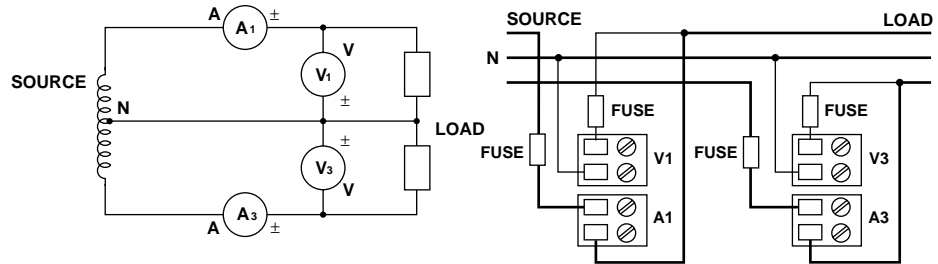 A A1 ±
V
SOURCE
V1
N
±
LOAD
±
V3
V
A A3 ±
SOURCE
LOAD
N
FUSE
FUSE
FUSE
V1
FUSE
V3
A1
A3